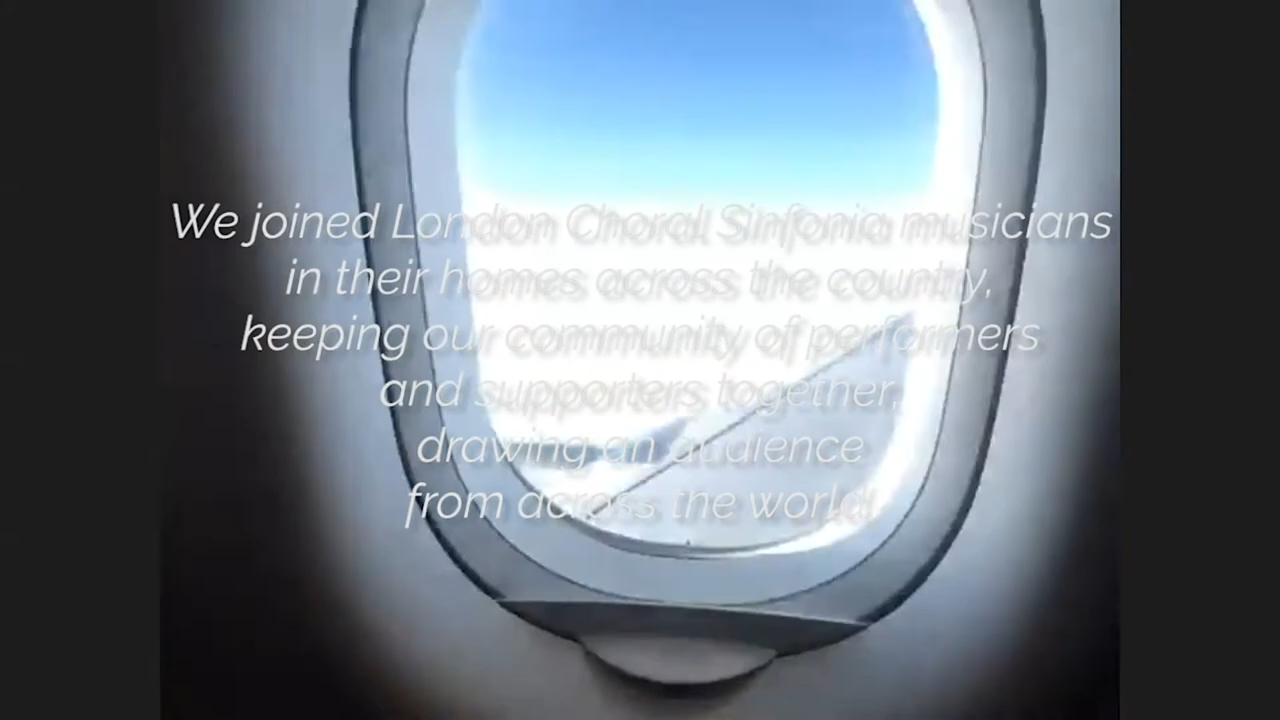 We joined London Choral Sinfonia musicians
in their homes across the country,
keeping our community of performers
and supporters together,
drawing an audience
from across the world!